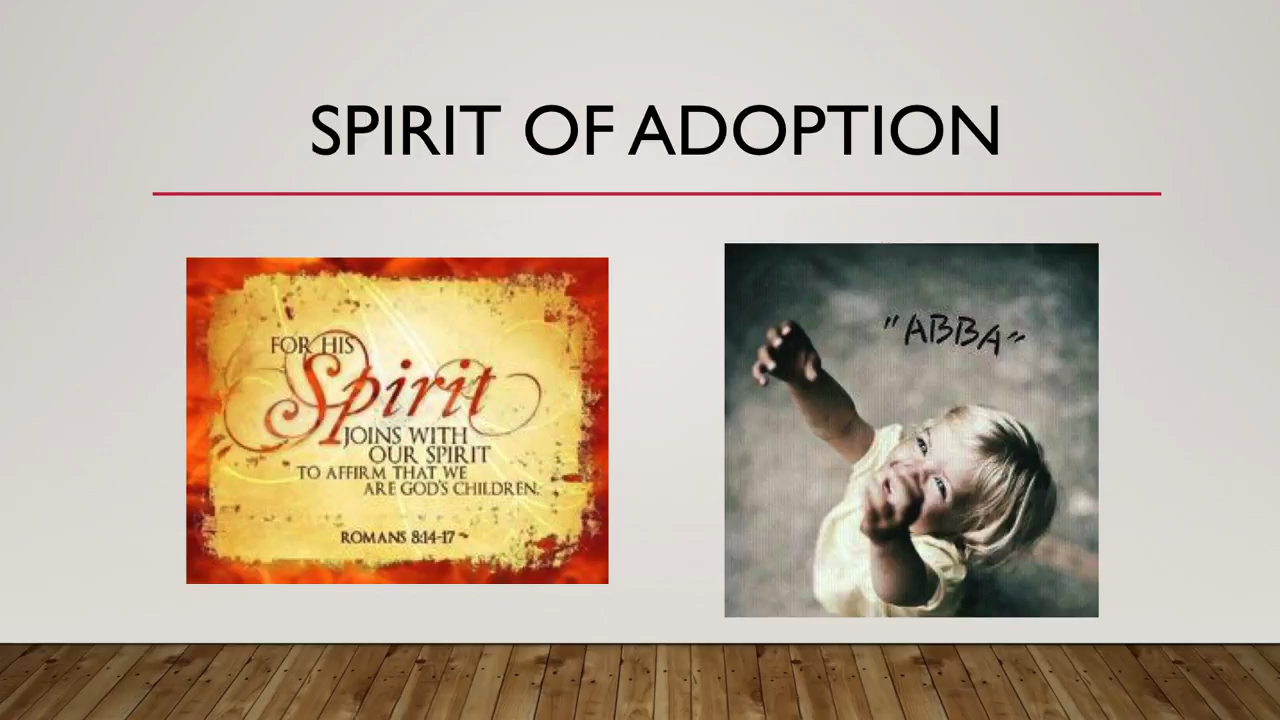 SPIRIT OF ADOPTION
FOR HIS
Spirit
JOINS WITH
OUR SPIRIT
TO AFFIRM THAT WE
ARE GOD'S CHILDREN.
ROMANS 8:14-17 ~
"ABBA"